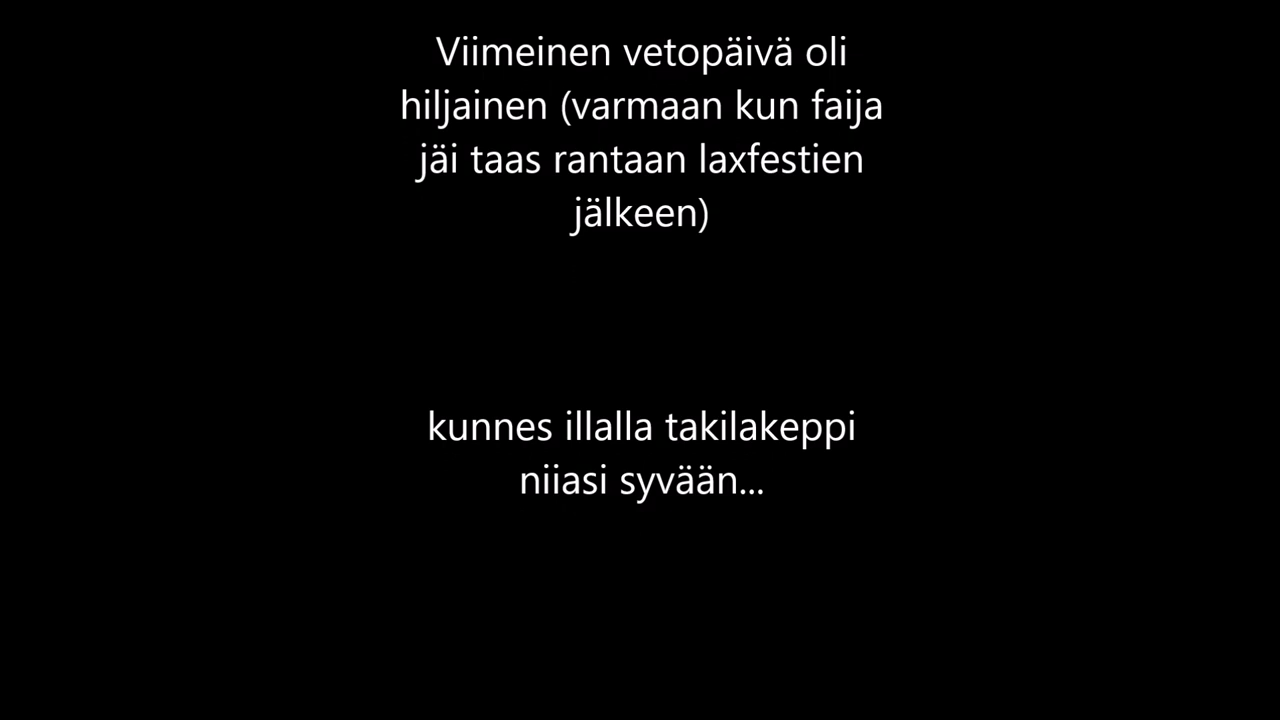 Viimeinen vetopäivä oli
hiljainen (varmaan kun faija
jäi taas rantaan laxfestien
jälkeen)
kunnes illalla takilakeppi
niiasi syvään...